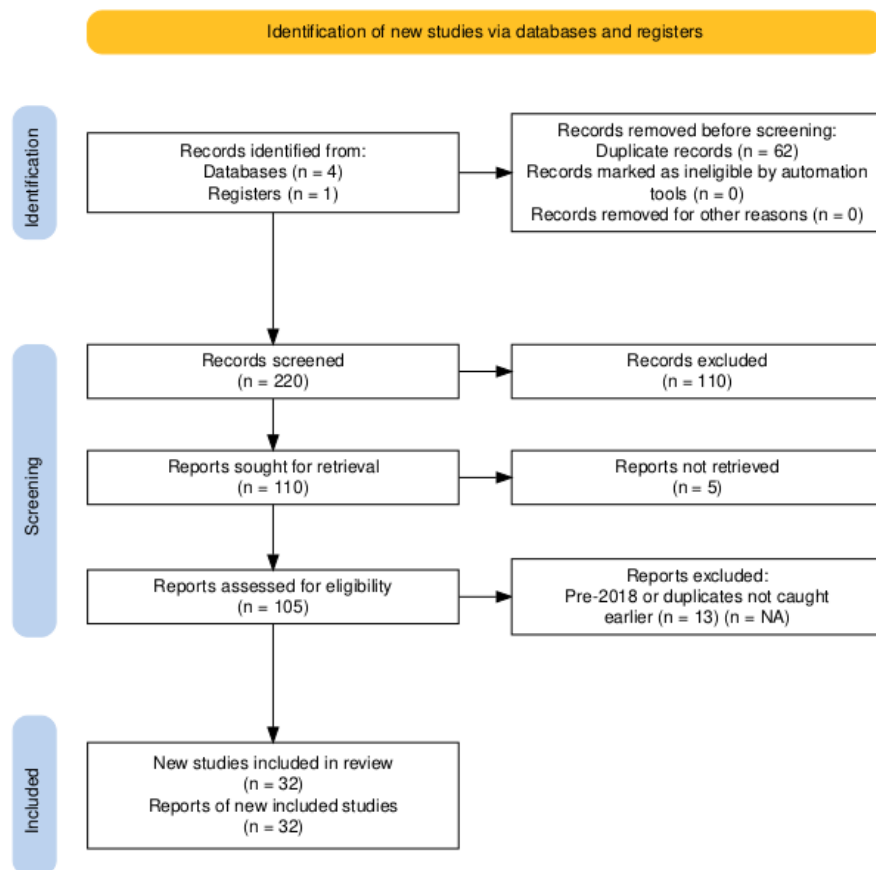 Identification of new studies via databases and registers
Identification
Records identified from:
Databases (n = 4)
Registers (n = 1)
Records removed before screening:
Duplicate records (n = 62)
Records marked as ineligible by automation
tools (n = 0)
Records removed for other reasons (n = 0)
Screening
Records screened
(n = 220)
Records excluded
(n = 110)
Reports sought for retrieval
(n = 110)
Reports not retrieved
(n = 5)
Reports assessed for eligibility
(n = 105)
Reports excluded:
Pre-2018 or duplicates not caught
earlier (n = 13) (n = NA)
Included
New studies included in review
(n = 32)
Reports of new included studies
(n = 32)